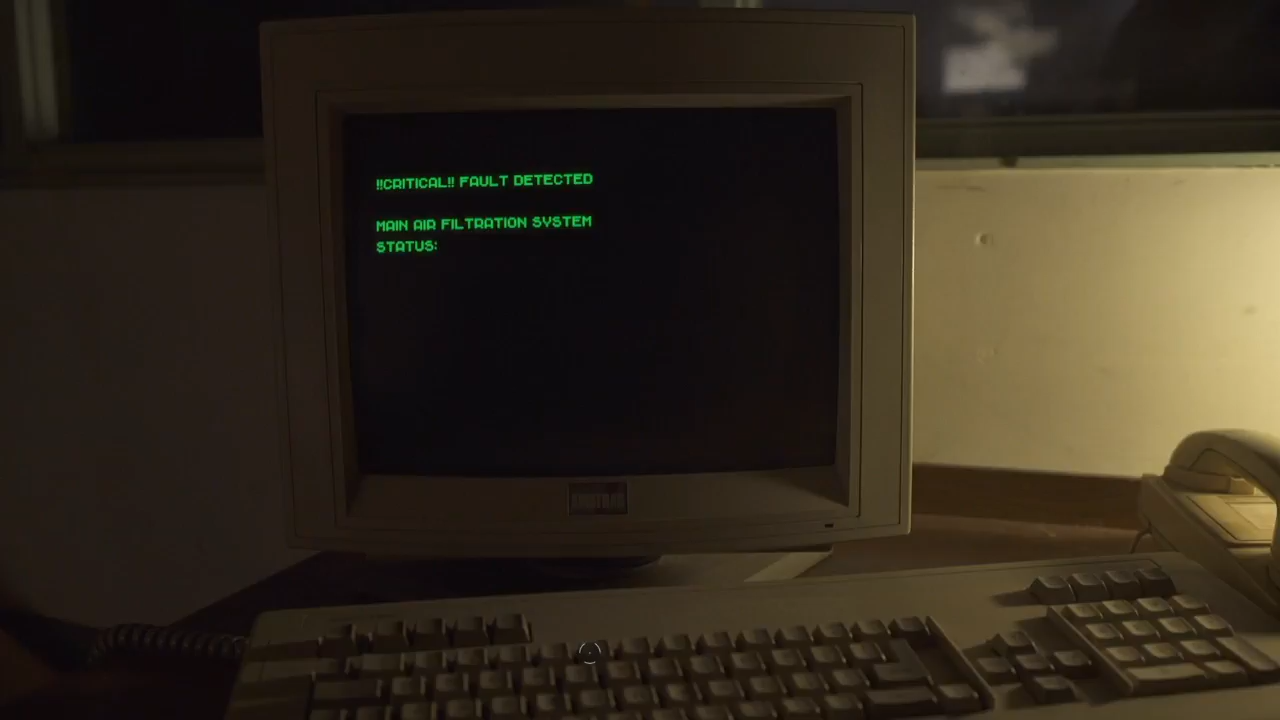 !!CRITICAL!! FAULT DETECTED
MAIN AIR FILTRATION SYSTEM
STATUS: